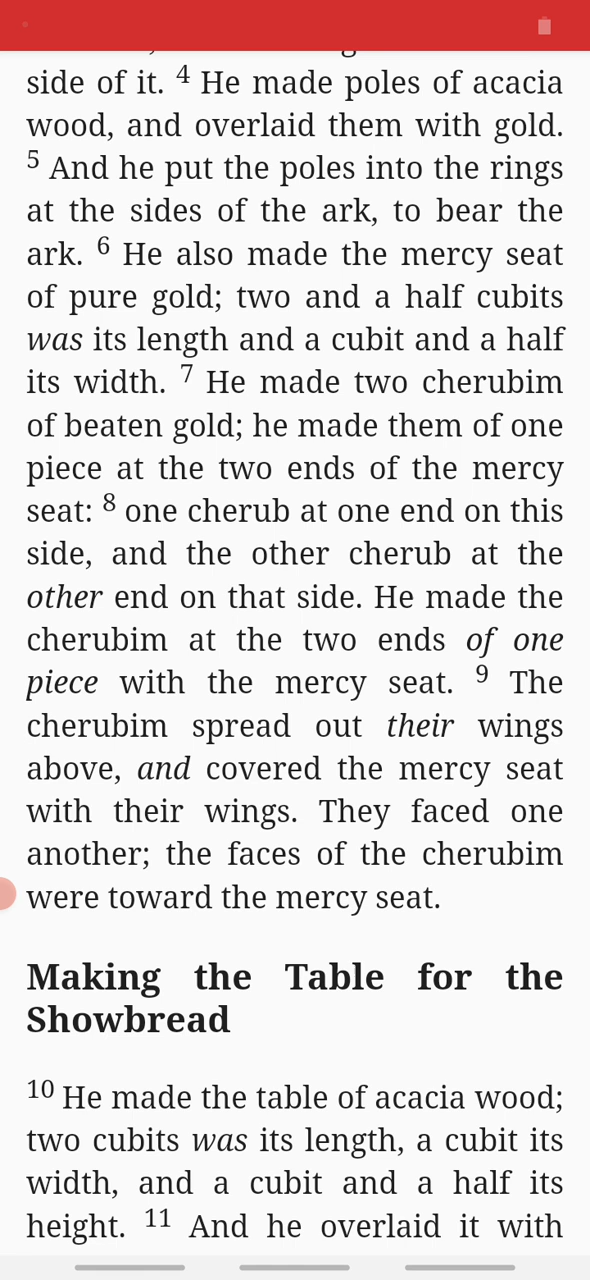 side of it. 4 He made poles of acacia
wood, and overlaid them with gold.
5 And he put the poles into the rings
at the sides of the ark, to bear the
ark. 6 He also made the mercy seat
of pure gold; two and a half cubits
was its length and a cubit and a half
its width. 7 He made two cherubim
of beaten gold; he made them of one
piece at the two ends of the mercy
seat: 8 one cherub at one end on this
side, and the other cherub at the
other end on that side. He made the
cherubim at the two ends of one
piece with the mercy seat. 9 The
cherubim spread out their wings
above, and covered the mercy seat
with their wings. They faced one
another; the faces of the cherubim
were toward the mercy seat.
Making the Table for the
Showbread
10 He made the table of acacia wood;
two cubits was its length, a cubit its
width, and a cubit and a half its
height. 11 And he overlaid it with